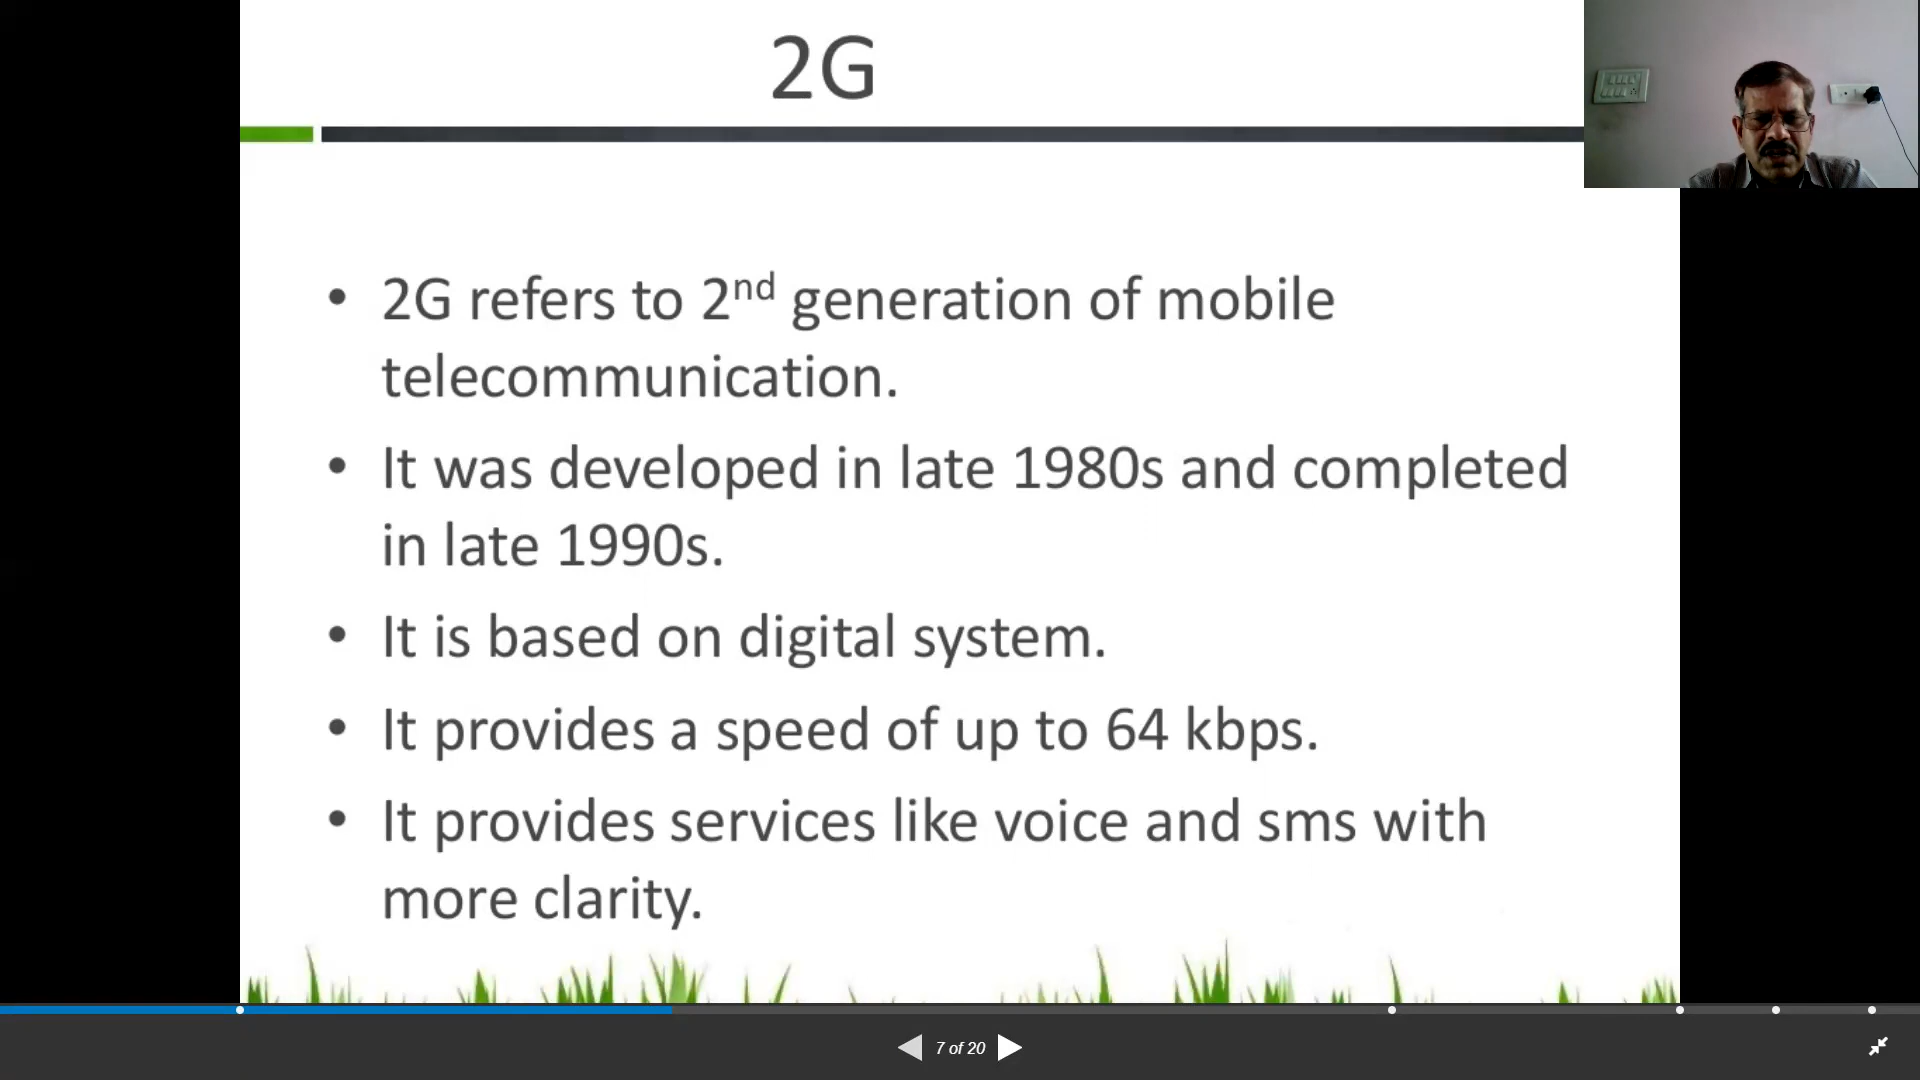 2G
• 2G refers to 2nd generation of mobile
telecommunication.
• It was developed in late 1980s and completed
in late 1990s.
• It is based on digital system.
• It provides a speed of up to 64 kbps.
• It provides services like voice and sms with
more clarity.
7 of 20